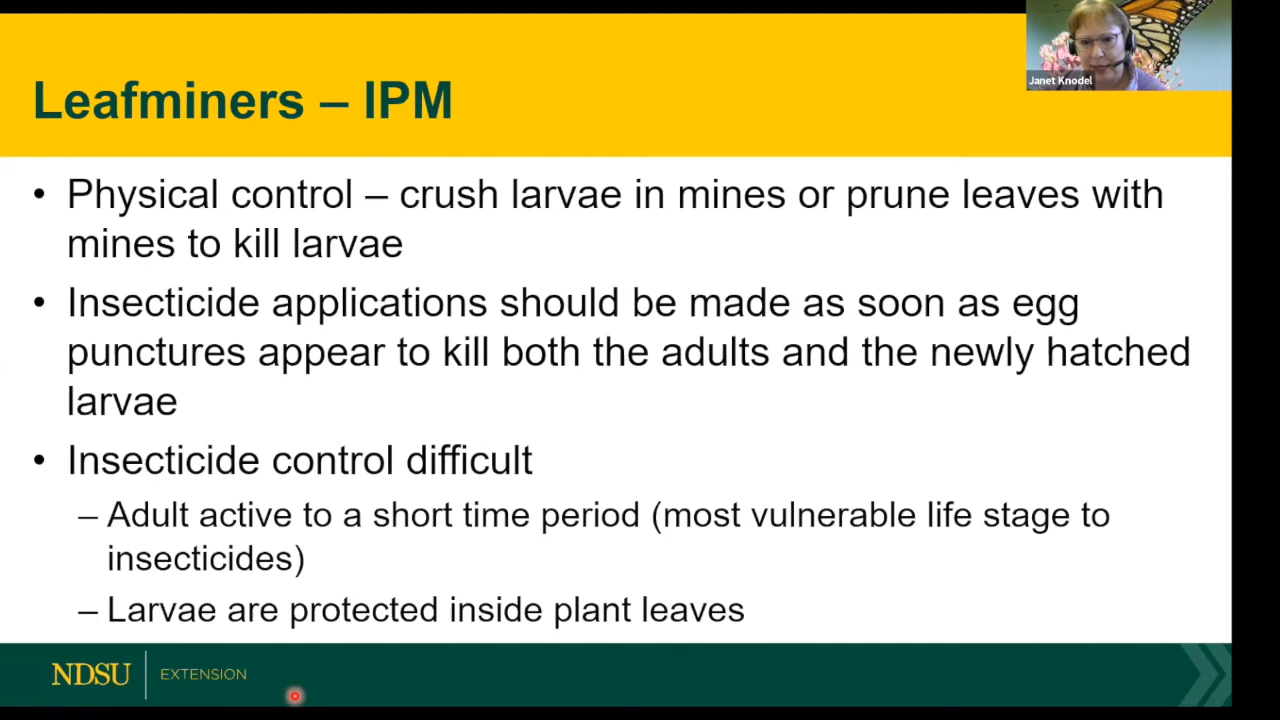 Janet Knodel
Leafminers – IPM
• Physical control – crush larvae in mines or prune leaves with
mines to kill larvae
• Insecticide applications should be made as soon as egg
punctures appear to kill both the adults and the newly hatched
larvae
• Insecticide control difficult
– Adult active to a short time period (most vulnerable life stage to
insecticides)
– Larvae are protected inside plant leaves
NDSU EXTENSION